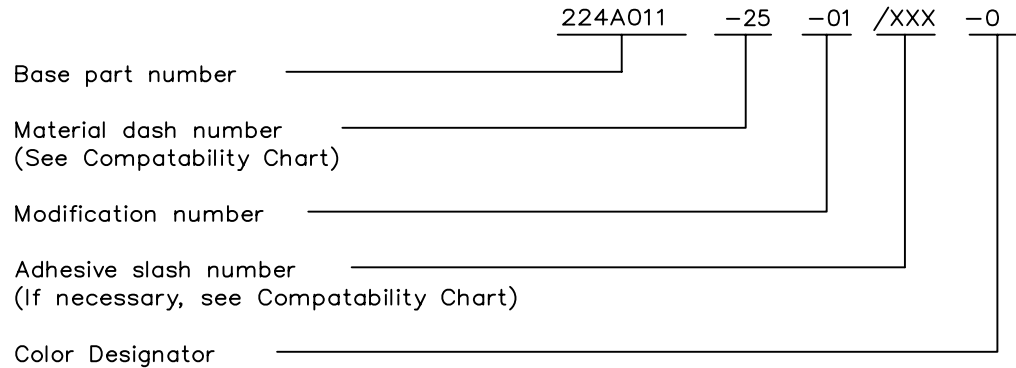 224A011 -25 -01 /XXX -0
Base part number
Material dash number
(See Compatability Chart)
Modification number
Adhesive slash number
(If necessary, see Compatability Chart)
Color Designator